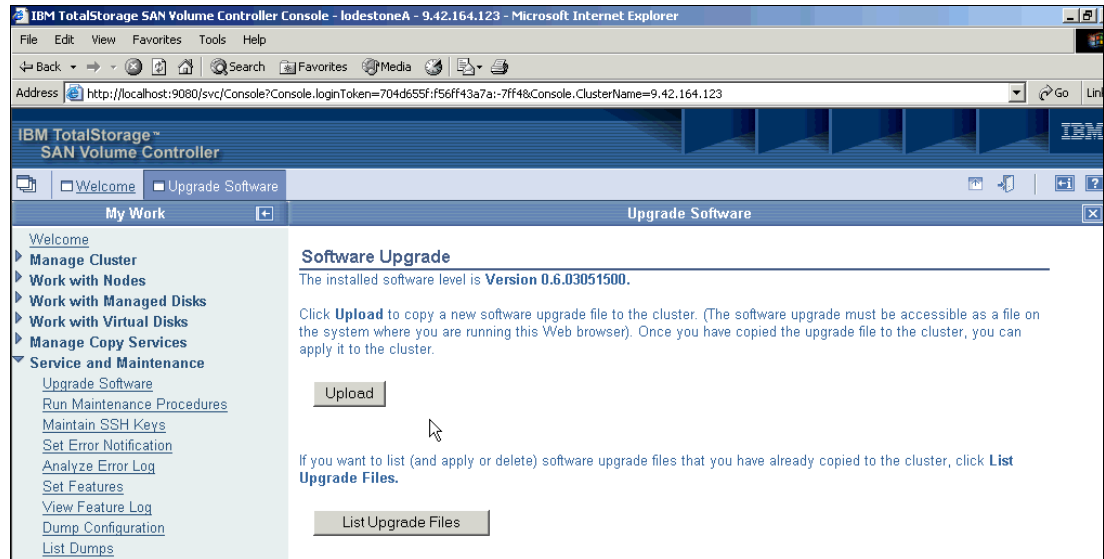 IBM TotalStorage SAN Volume Controller Console - lodestoneA - 9.42.164.123 - Microsoft Internet Explorer
File Edit View Favorites Tools Help
Back Search Favorites Media
Address http://localhost:9080/svc/Console?Console.loginToken=704d655f:f56ff43a7a:-7ff4&Console.ClusterName=9.42.164.123 Go Lin
IBM TotalStorage™
SAN Volume Controller
IBM
Welcome Upgrade Software
My Work
Upgrade Software
Welcome
Manage Cluster
Work with Nodes
Work with Managed Disks
Work with Virtual Disks
Manage Copy Services
Service and Maintenance
Upgrade Software
Run Maintenance Procedures
Maintain SSH Keys
Set Error Notification
Analyze Error Log
Set Features
View Feature Log
Dump Configuration
List Dumps
Software Upgrade
The installed software level is Version 0.6.03051500.
Click Upload to copy a new software upgrade file to the cluster. (The software upgrade must be accessible as a file on
the system where you are running this Web browser). Once you have copied the upgrade file to the cluster, you can
apply it to the cluster.
Upload
If you want to list (and apply or delete) software upgrade files that you have already copied to the cluster, click List
Upgrade Files.
List Upgrade Files